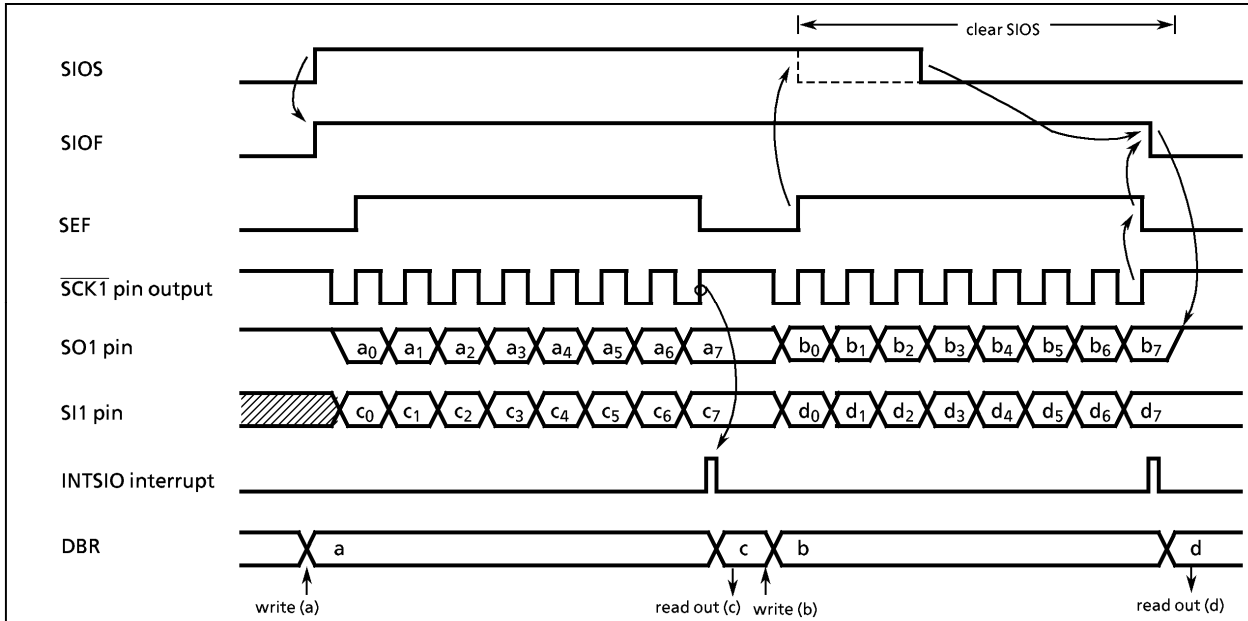 clear SIOS
SIOS
SIOF
SEF
SCK1 pin output
SO1 pin a0 a1 a2 a3 a4 a5 a6 a7 b0 b1 b2 b3 b4 b5 b6 b7
SI1 pin c0 c1 c2 c3 c4 c5 c6 c7 d0 d1 d2 d3 d4 d5 d6 d7
INTSIO interrupt
DBR a c b d
write (a) read out (c) write (b) read out (d)